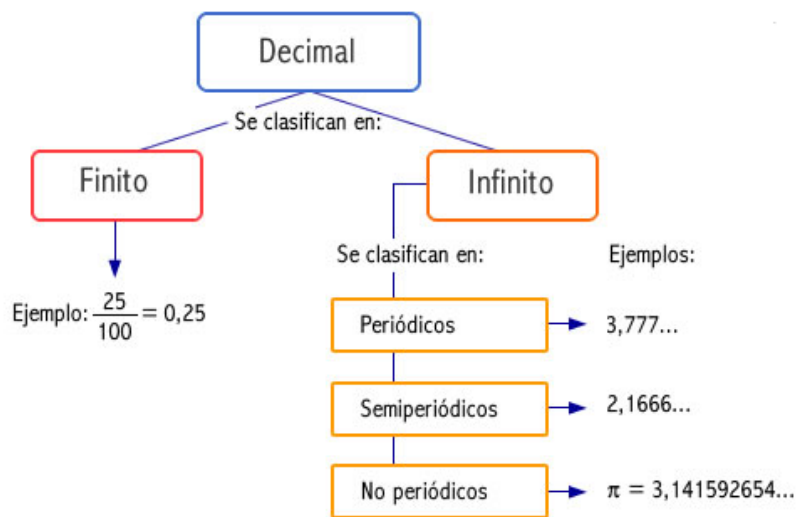 Decimal
Se clasifican en:
Finito
Infinito
Ejemplo: 25/100 = 0,25
Se clasifican en:
Ejemplos:
Periódicos
3,777...
Semiperiódicos
2,1666...
No periódicos
π = 3,141592654...